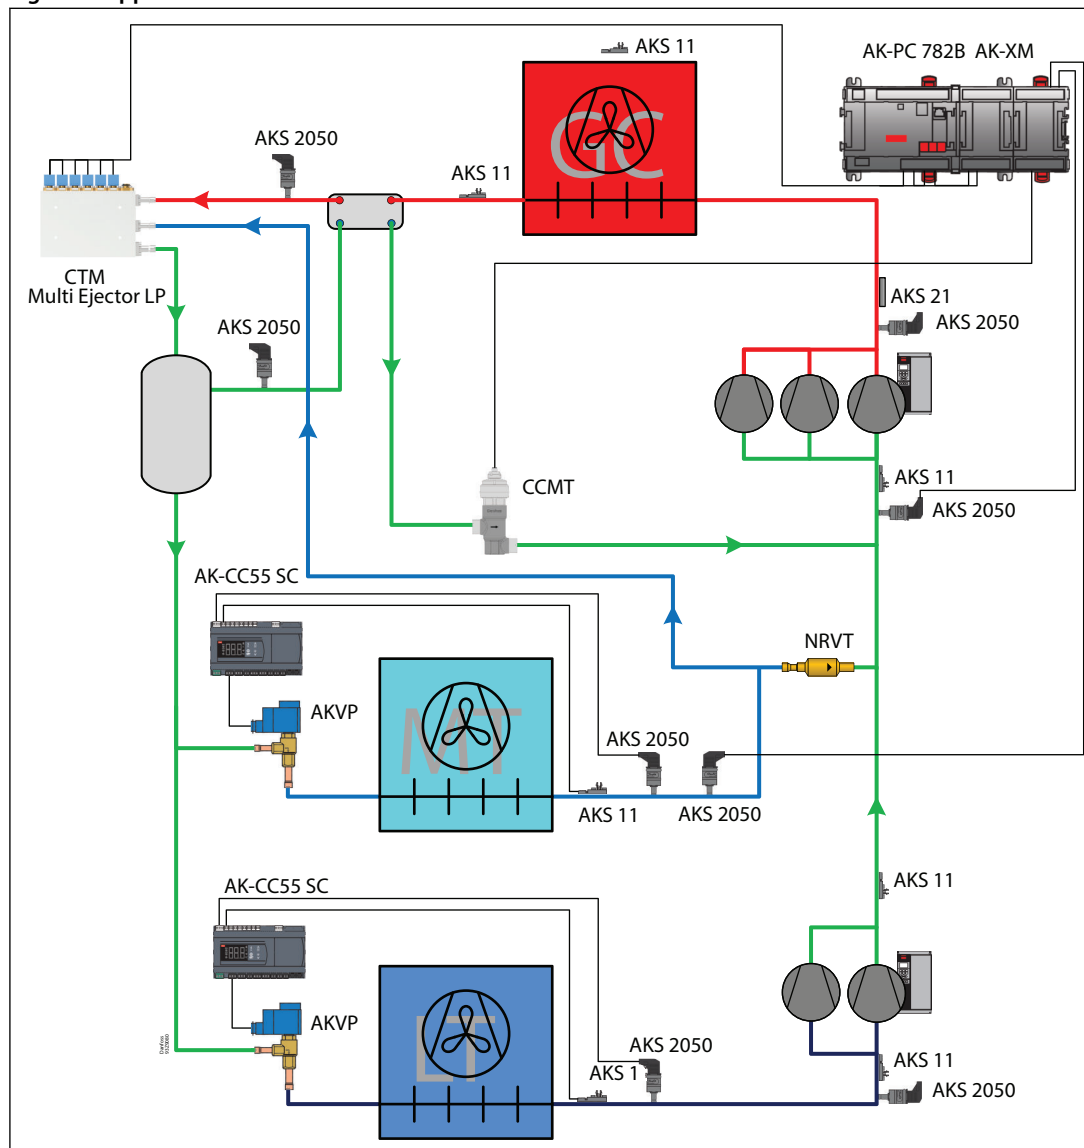 AKS 11
AK-PC 782B AK-XM
AKS 2050
AKS 11
GC
CTM
Multi Ejector LP
AKS 21
AKS 2050
AKS 2050
CCMT
AKS 11
AKS 2050
AK-CC55 SC
NRVT
AKVP
MT
AKS 2050
AKS 11
AKS 2050
AKS 11
AK-CC55 SC
AKVP
Danfoss
LT
AKS 2050
AKS 1
AKS 11
AKS 2050